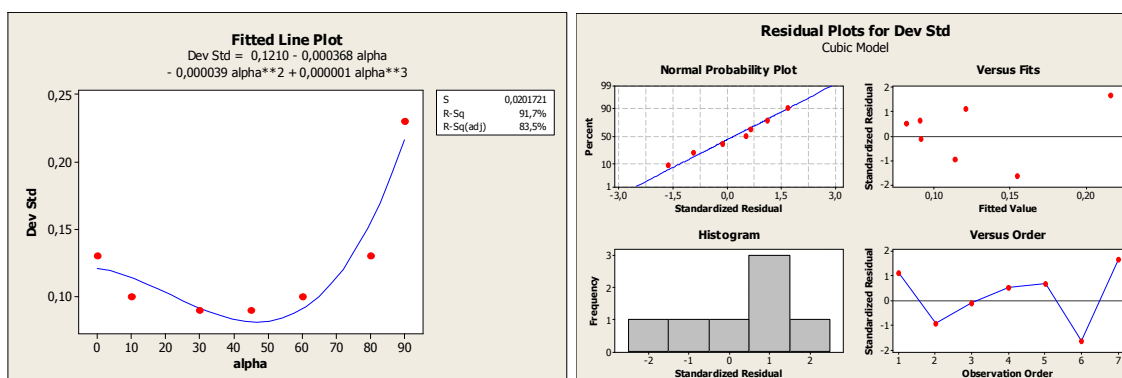 Fitted Line Plot
Dev Std = 0,1210 - 0,000368 alpha
- 0,000039 alpha**2 + 0,000001 alpha**3
S 0,0201721
R-Sq 91,7%
R-Sq(adj) 83,5%
0,25
0,20
0,15
0,10
Dev Std
0 10 20 30 40 50 60 70 80 90
alpha
Residual Plots for Dev Std
Cubic Model
Normal Probability Plot
99
90
50
10
1
Percent
-3,0 -1,5 0,0 1,5 3,0
Standardized Residual
Versus Fits
2
1
0
-1
-2
Standardized Residual
0,10 0,15 0,20
Fitted Value
Histogram
3
2
1
0
Frequency
-2 -1 0 1 2
Standardized Residual
Versus Order
2
1
0
-1
-2
Standardized Residual
1 2 3 4 5 6 7
Observation Order